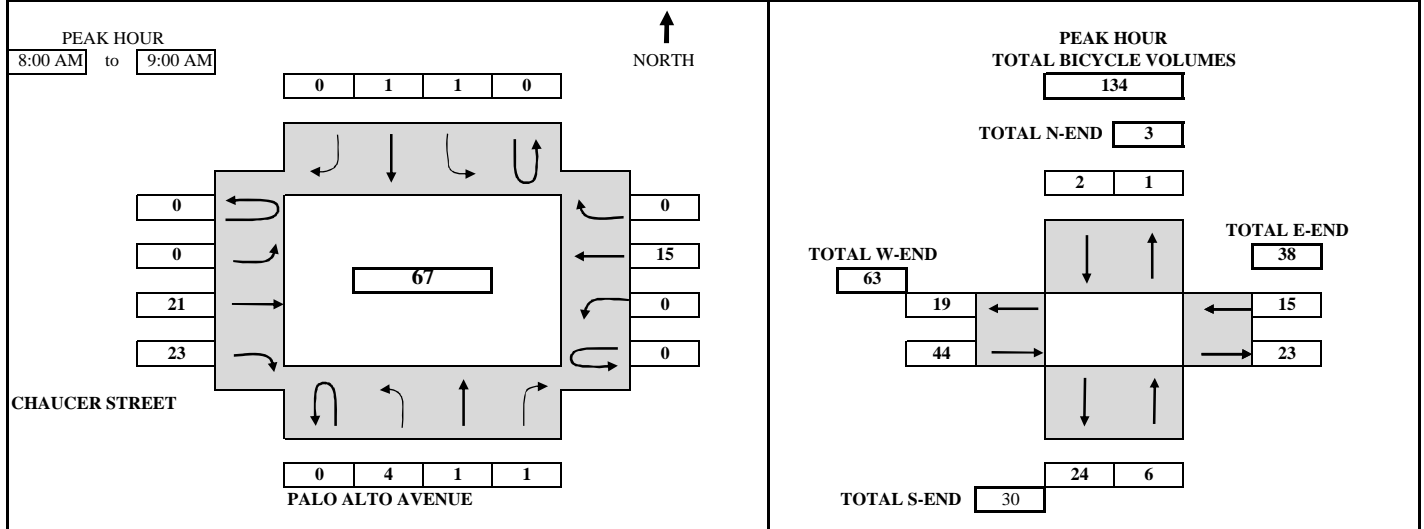 PEAK HOUR
8:00 AM to 9:00 AM
NORTH
0 1 1 0
0 0
0 15
67
21 0
23 0
CHAUCER STREET
0 4 1 1
PALO ALTO AVENUE
PEAK HOUR
TOTAL BICYCLE VOLUMES
134
TOTAL N-END 3
2 1
TOTAL E-END
TOTAL W-END 38
63
19 15
44 23
24 6
TOTAL S-END 30